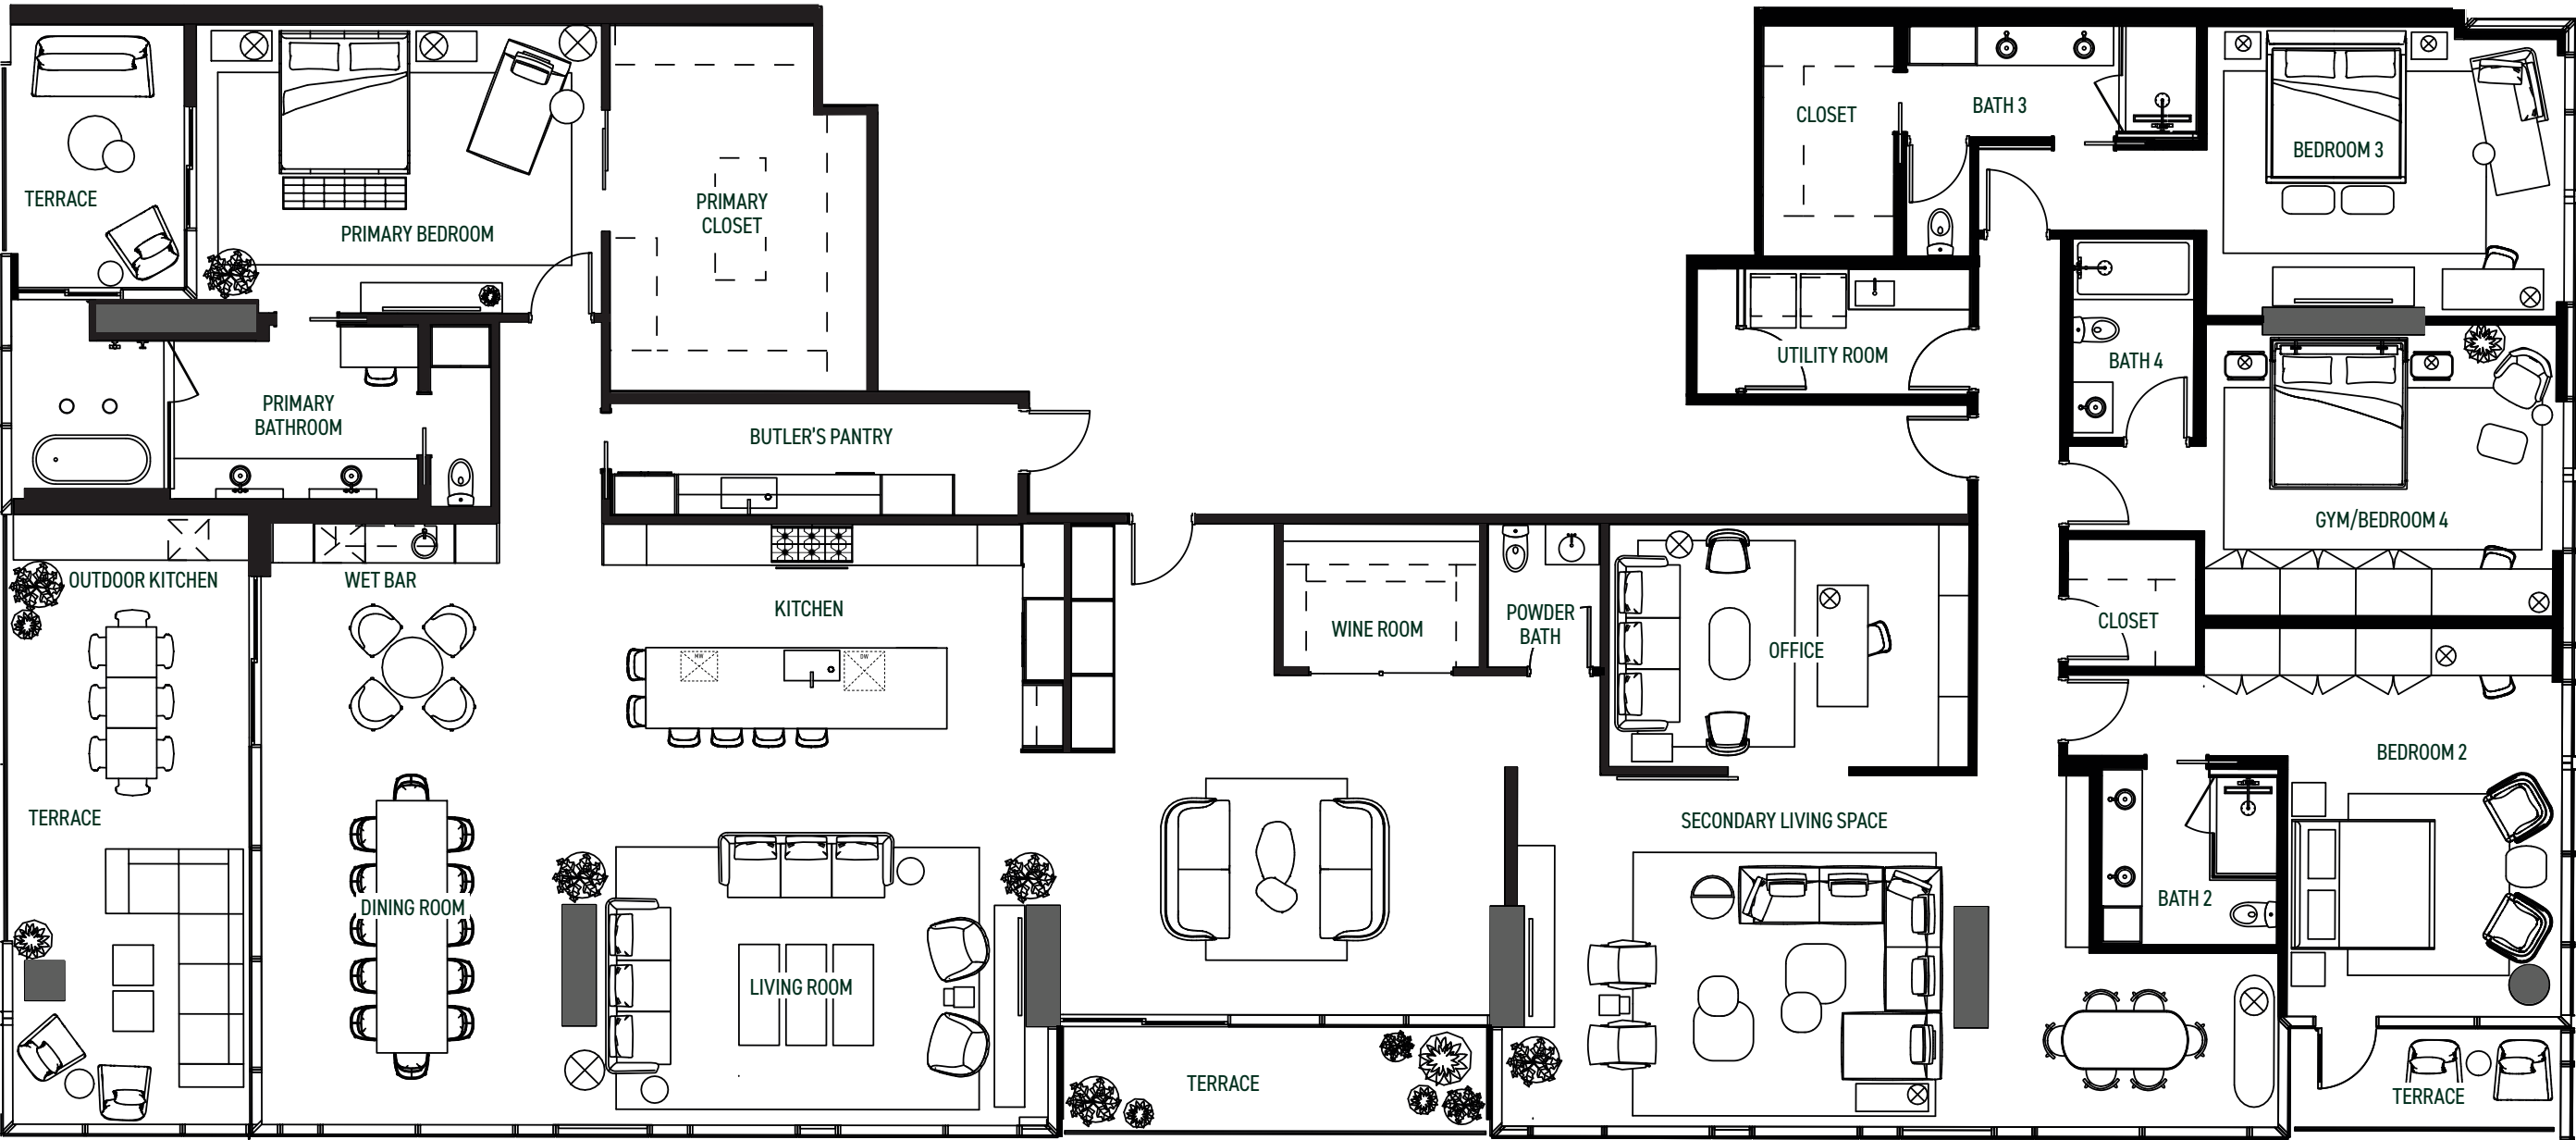 TERRACE
PRIMARY BEDROOM
PRIMARY
CLOSET
CLOSET
BATH 3
BEDROOM 3
PRIMARY
BATHROOM
BUTLER'S PANTRY
UTILITY ROOM
BATH 4
GYM/BEDROOM 4
OUTDOOR KITCHEN
WET BAR
KITCHEN
WINE ROOM
POWDER
BATH
OFFICE
CLOSET
MW
DW
BEDROOM 2
TERRACE
SECONDARY LIVING SPACE
DINING ROOM
BATH 2
LIVING ROOM
TERRACE
TERRACE